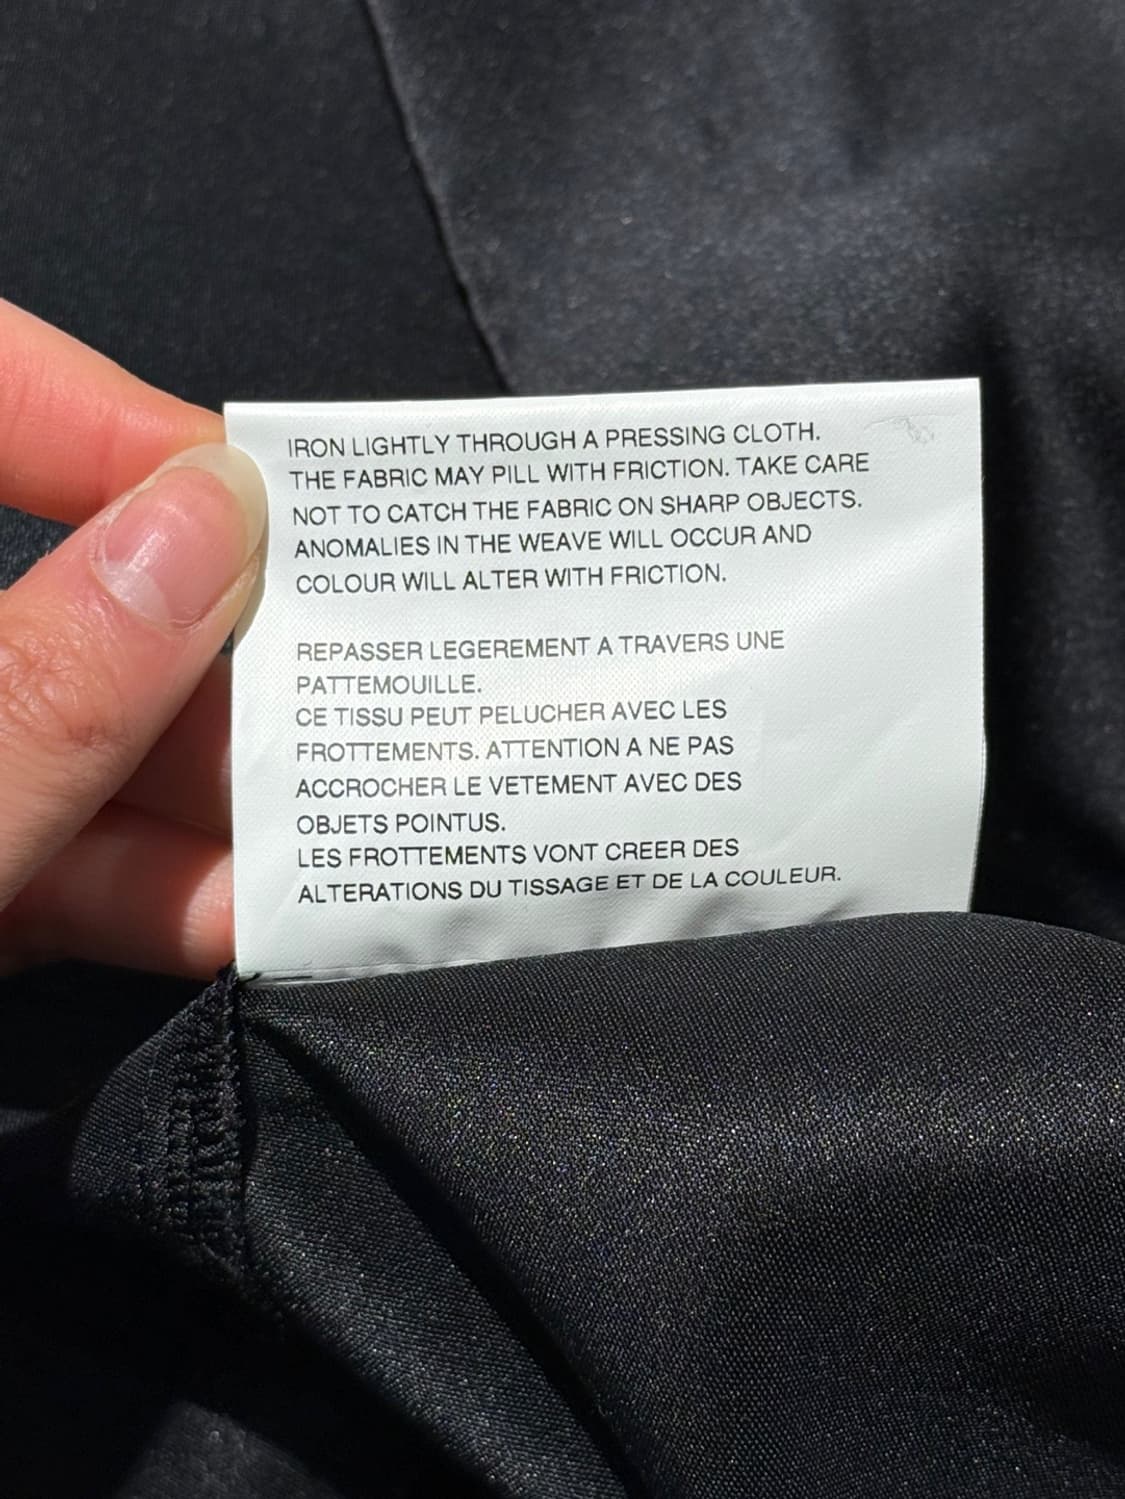 IRON LIGHTLY THROUGH A PRESSING CLOTH.
THE FABRIC MAY PILL WITH FRICTION. TAKE CARE
NOT TO CATCH THE FABRIC ON SHARP OBJECTS.
ANOMALIES IN THE WEAVE WILL OCCUR AND
COLOUR WILL ALTER WITH FRICTION.
REPASSER LEGEREMENT A TRAVERS UNE
PATTEMOUILLE.
CE TISSU PEUT PELUCHER AVEC LES
FROTTEMENTS. ATTENTION A NE PAS
ACCROCHER LE VETEMENT AVEC DES
OBJETS POINTUS.
LES FROTTEMENTS VONT CREER DES
ALTERATIONS DU TISSAGE ET DE LA COULEUR.